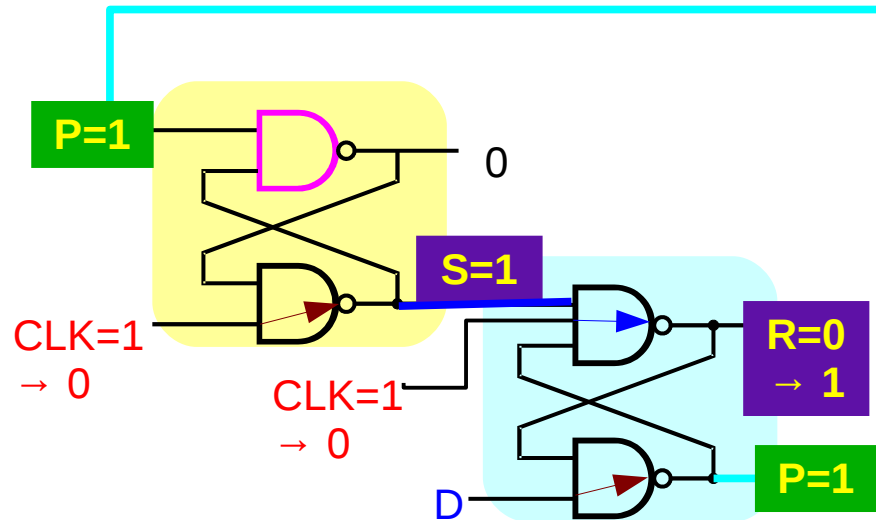 P=1
0
S=1
CLK=1
→ 0
R=0
→ 1
CLK=1
→ 0
P=1
D